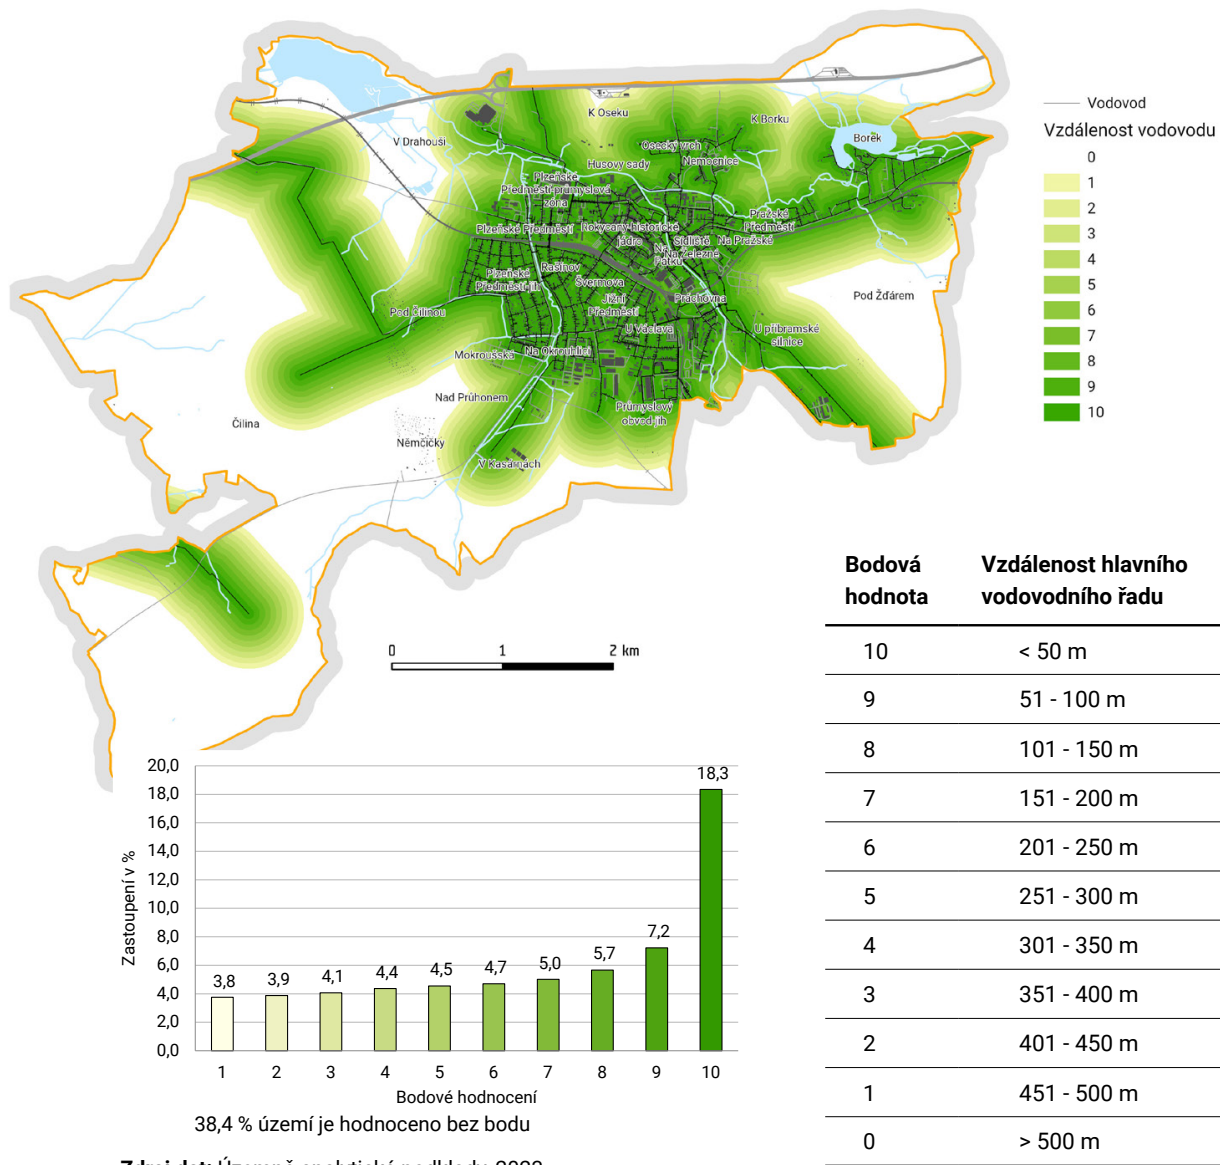 Vodovod
Vzdálenost vodovodu
0
1
2
3
4
5
6
7
8
9
10
K Oseku
K Borku
V Drahouši
Borek
Osecký vrch
Nemocnice
Husovy sady
Plzeňské
Předměstí-průmyslová
zóna
Pražské
Předměstí
Plzeňské Předměstí
Rokycany-historické
jádro
Sídliště
Na Pražské
Na Železné
Na
Pátku
Rašínov
Plzeňské
Předměstí-jih
Švermova
Jižní
Předměstí
Práchovna
Pod Žďárem
Pod Čilinou
U Václava
U příbramské
silnice
Mokroušská
Na Okrouhlici
Nad Průhonem
Průmyslový
obvod-jih
Čilina
Němčičky
V Kasárnách
0 1 2 km
Bodová
hodnota
Vzdálenost hlavního
vodovodního řadu
10 < 50 m
9 51 - 100 m
8 101 - 150 m
7 151 - 200 m
6 201 - 250 m
5 251 - 300 m
4 301 - 350 m
3 351 - 400 m
2 401 - 450 m
1 451 - 500 m
0 > 500 m
Zastoupení v %
20,0
18,0
16,0
14,0
12,0
10,0
8,0
6,0
4,0
2,0
0,0
3,8 3,9 4,1 4,4 4,5 4,7 5,0 5,7 7,2 18,3
1 2 3 4 5 6 7 8 9 10
Bodové hodnocení
38,4 % území je hodnoceno bez bodu